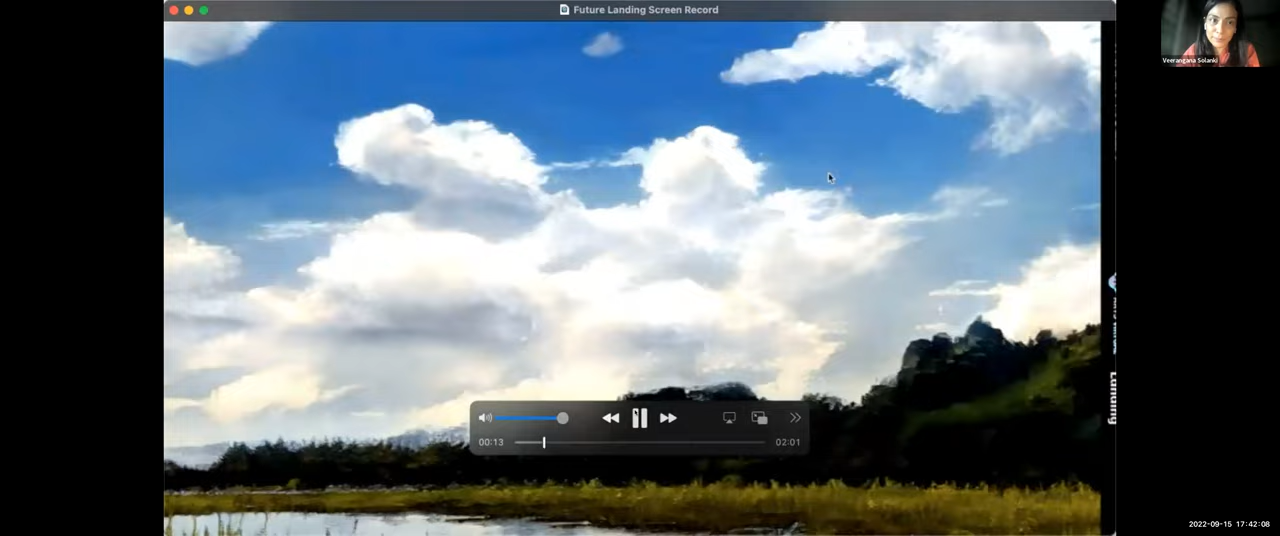 Future Landing Screen Record
Veerangana Solanki
00:13
02:01
Landing
2022-09-15 17:42:08